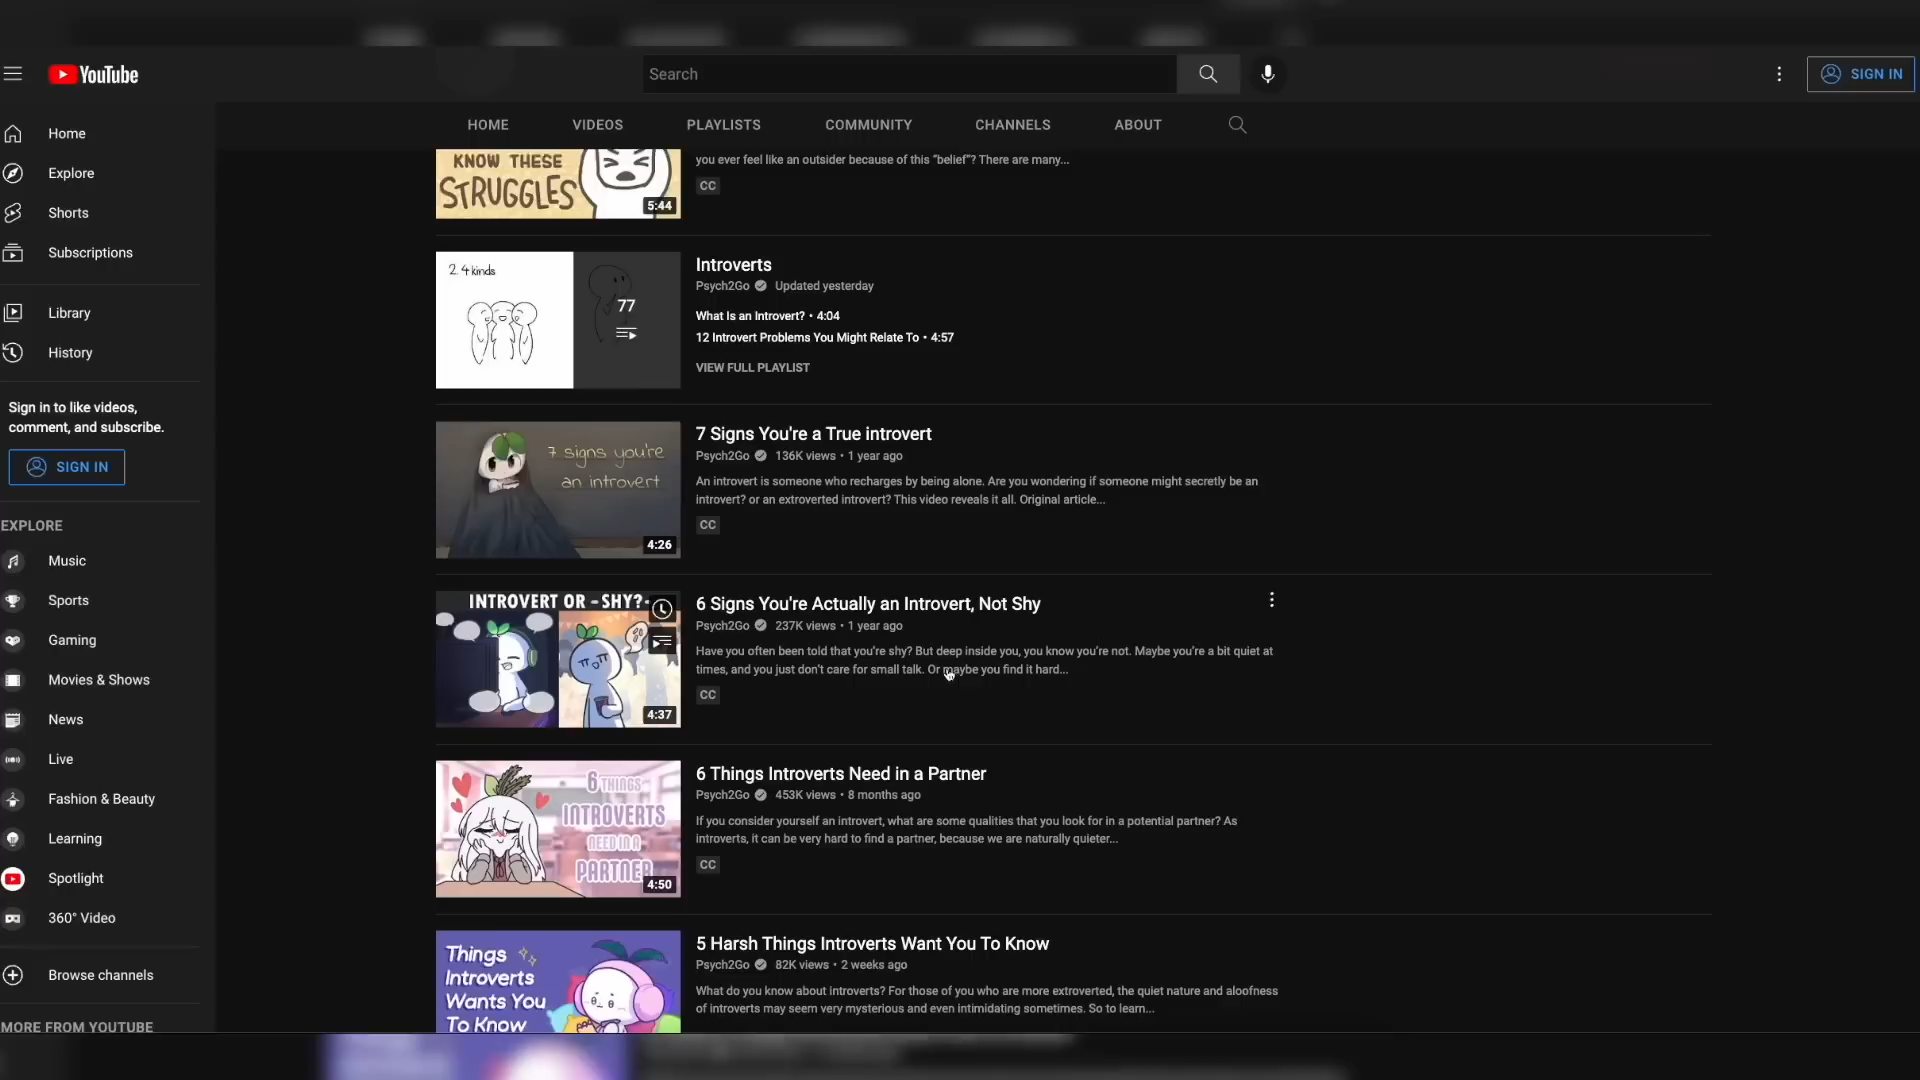 YouTube
Search
SIGN IN
HOME
VIDEOS
PLAYLISTS
COMMUNITY
CHANNELS
ABOUT
Home
Explore
Shorts
Subscriptions
Library
History
Sign in to like videos,
comment, and subscribe.
SIGN IN
EXPLORE
Music
Sports
Gaming
Movies & Shows
News
Live
Fashion & Beauty
Learning
Spotlight
360° Video
Browse channels
MORE FROM YOUTUBE
KNOW THESE
STRUGGLES
5:44
you ever feel like an outsider because of this “belief”? There are many...
CC
2. 4 kinds
77
Introverts
Psych2Go Updated yesterday
What Is an Introvert? • 4:04
12 Introvert Problems You Might Relate To • 4:57
VIEW FULL PLAYLIST
7 signs you're
an introvert
4:26
7 Signs You're a True introvert
Psych2Go 136K views • 1 year ago
An introvert is someone who recharges by being alone. Are you wondering if someone might secretly be an
introvert? or an extroverted introvert? This video reveals it all. Original article...
CC
INTROVERT OR -SHY?-
4:37
6 Signs You're Actually an Introvert, Not Shy
Psych2Go 237K views • 1 year ago
Have you often been told that you're shy? But deep inside you, you know you're not. Maybe you're a bit quiet at
times, and you just don't care for small talk. Or maybe you find it hard...
CC
6 THINGS
INTROVERTS
NEED IN A
PARTNER
4:50
6 Things Introverts Need in a Partner
Psych2Go 453K views • 8 months ago
If you consider yourself an introvert, what are some qualities that you look for in a potential partner? As
introverts, it can be very hard to find a partner, because we are naturally quieter...
CC
Things
Introverts
Wants You
To Know
5 Harsh Things Introverts Want You To Know
Psych2Go 82K views • 2 weeks ago
What do you know about introverts? For those of you who are more extroverted, the quiet nature and aloofness
of introverts may seem very mysterious and even intimidating sometimes. So to learn...